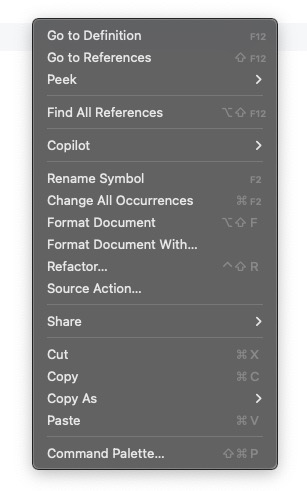 Go to Definition F12
Go to References ⇧ F12
Peek
Find All References ⌥⇧ F12
Copilot
Rename Symbol F2
Change All Occurrences ⌘ F2
Format Document ⌥⇧ F
Format Document With...
Refactor... ^⇧ R
Source Action...
Share
Cut ⌘ X
Copy ⌘ C
Copy As
Paste ⌘ V
Command Palette... ⇧⌘ P